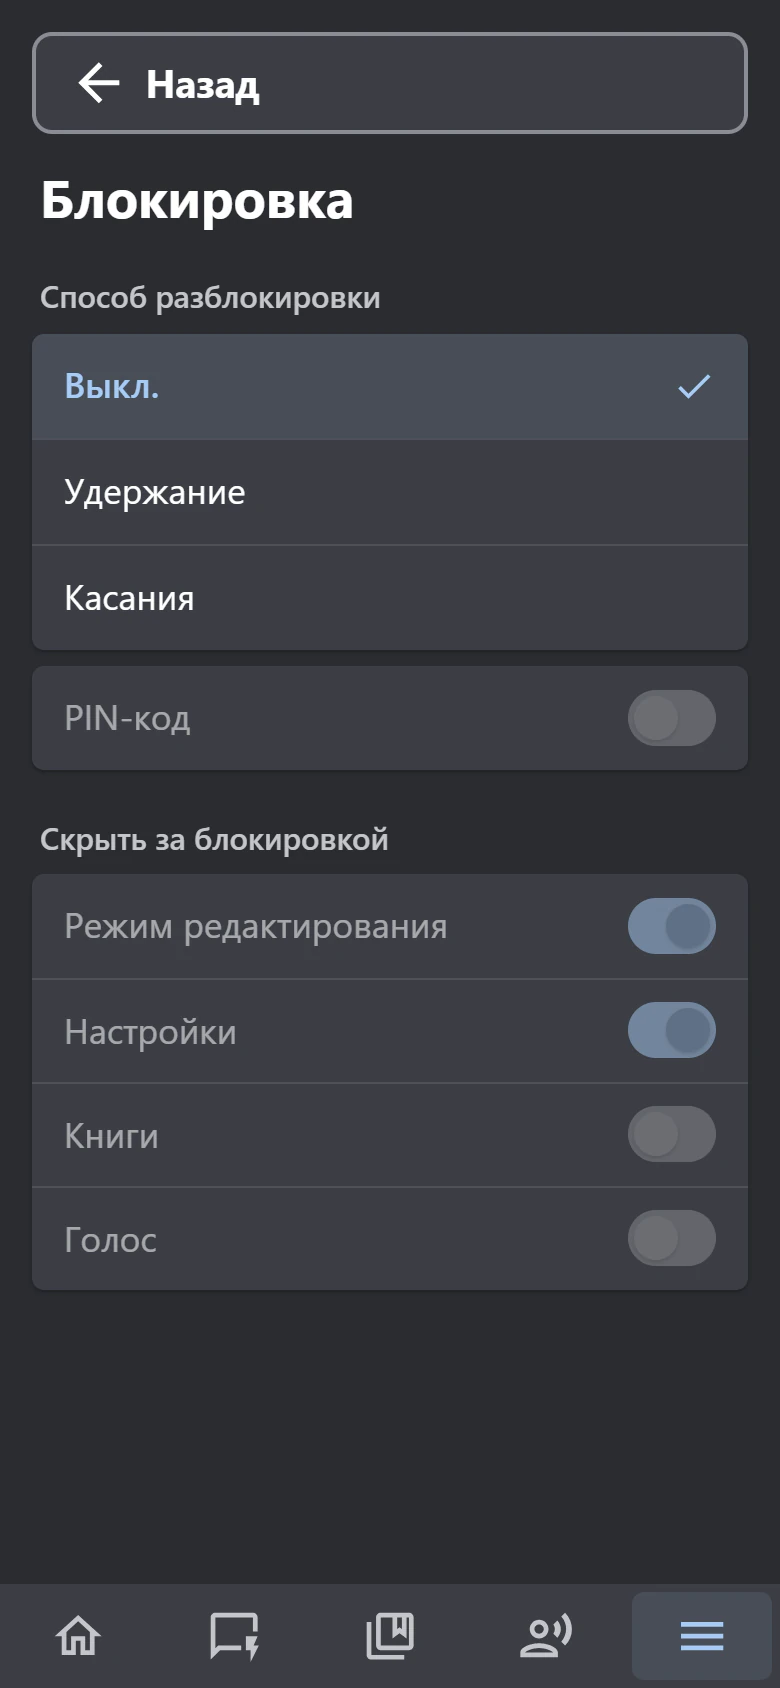 Назад
Блокировка
Способ разблокировки
Выкл.
Удержание
Касания
PIN-код
Скрыть за блокировкой
Режим редактирования
Настройки
Книги
Голос